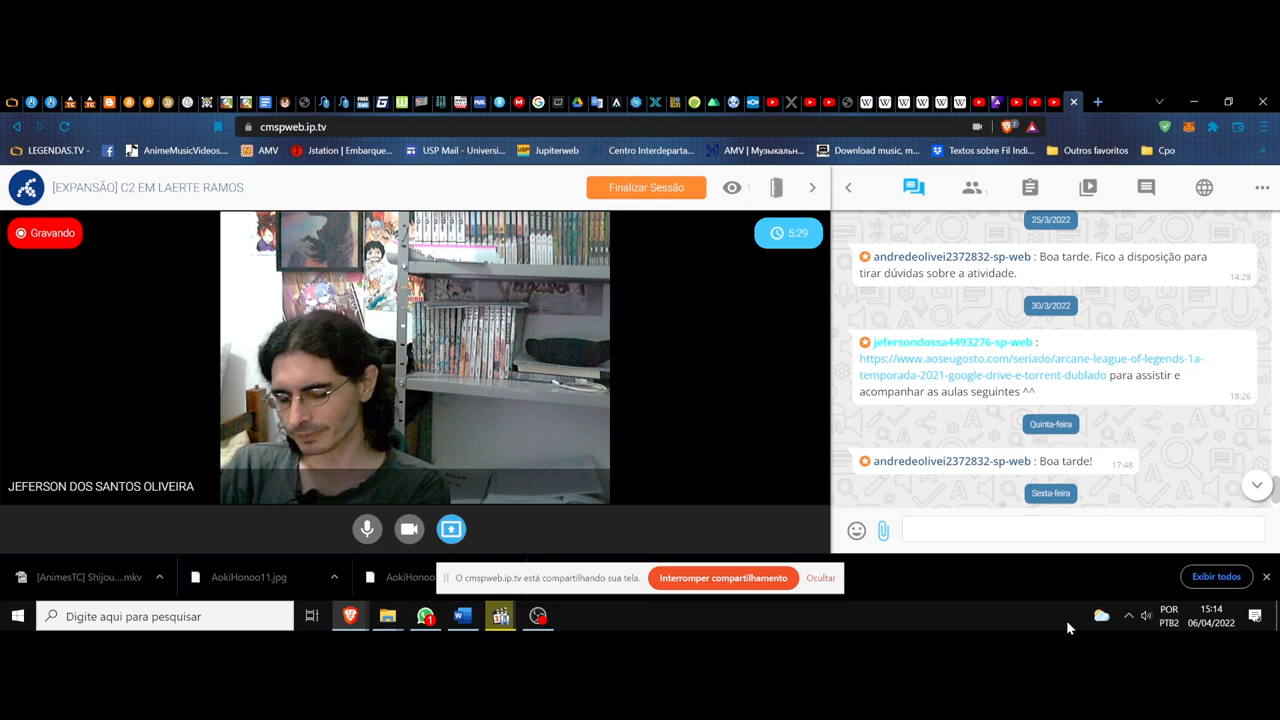 cmspweb.ip.tv
2
LEGENDAS.TV -
AnimeMusicVideos...
AMV
Jstation | Embarque...
USP Mail - Universi...
Jupiterweb
Centro Interdeparta...
AMV | Музыкальн...
Download music, m...
Textos sobre Fil Indi...
Outros favoritos
Cpo
[EXPANSÃO] C2 EM LAERTE RAMOS
Finalizar Sessão
1
1
Gravando
5:29
25/3/2022
andredeolivei2372832-sp-web : Boa tarde. Fico a disposição para
tirar dúvidas sobre a atividade.
14:28
30/3/2022
jefersondossa4493276-sp-web :
https://www.aoseugosto.com/seriado/arcane-league-of-legends-1a-
temporada-2021-google-drive-e-torrent-dublado para assistir e
acompanhar as aulas seguintes ^^
18:26
Quinta-feira
andredeolivei2372832-sp-web : Boa tarde!
17:48
Sexta-feira
JEFERSON DOS SANTOS OLIVEIRA
[AnimesTC] Shijou....mkv
AokiHonoo11.jpg
AokiHonoo
O cmspweb.ip.tv está compartilhando sua tela.
Interromper compartilhamento
Ocultar
Exibir todos
Digite aqui para pesquisar
1
POR
PTB2
15:14
06/04/2022